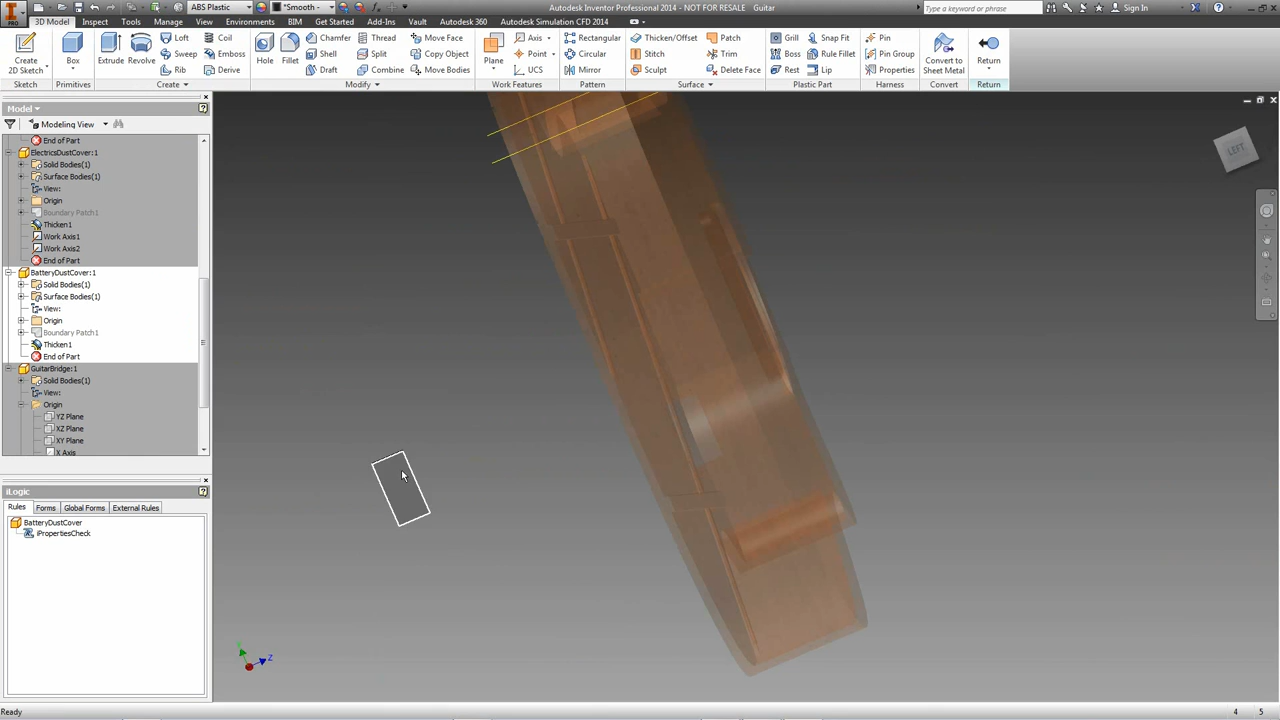 ABS Plastic
*Smooth
Autodesk Inventor Professional 2014 - NOT FOR RESALE   Guitar
Type a keyword or phrase
Sign In
PRO
3D Model
Inspect
Tools
Manage
View
Environments
BIM
Get Started
Add-Ins
Vault
Autodesk 360
Autodesk Simulation CFD 2014
Create
2D Sketch
Box
Extrude
Revolve
Loft
Sweep
Rib
Coil
Emboss
Derive
Hole
Fillet
Chamfer
Shell
Draft
Thread
Split
Combine
Move Face
Copy Object
Move Bodies
Plane
Axis
Point
UCS
Rectangular
Circular
Mirror
Thicken/Offset
Stitch
Sculpt
Patch
Trim
Delete Face
Grill
Boss
Rest
Snap Fit
Rule Fillet
Lip
Pin
Pin Group
Properties
Convert to
Sheet Metal
Return
Sketch
Primitives
Create
Modify
Work Features
Pattern
Surface
Plastic Part
Harness
Convert
Return
Model
Modeling View
End of Part
ElectricsDustCover:1
Solid Bodies(1)
Surface Bodies(1)
View:
Origin
Boundary Patch1
Thicken1
Work Axis1
Work Axis2
End of Part
BatteryDustCover:1
Solid Bodies(1)
Surface Bodies(1)
View:
Origin
Boundary Patch1
Thicken1
End of Part
GuitarBridge:1
Solid Bodies(1)
View:
Origin
YZ Plane
XZ Plane
XY Plane
X Axis
iLogic
Rules
Forms
Global Forms
External Rules
BatteryDustCover
iPropertiesCheck
LEFT
Z
Ready
4
5